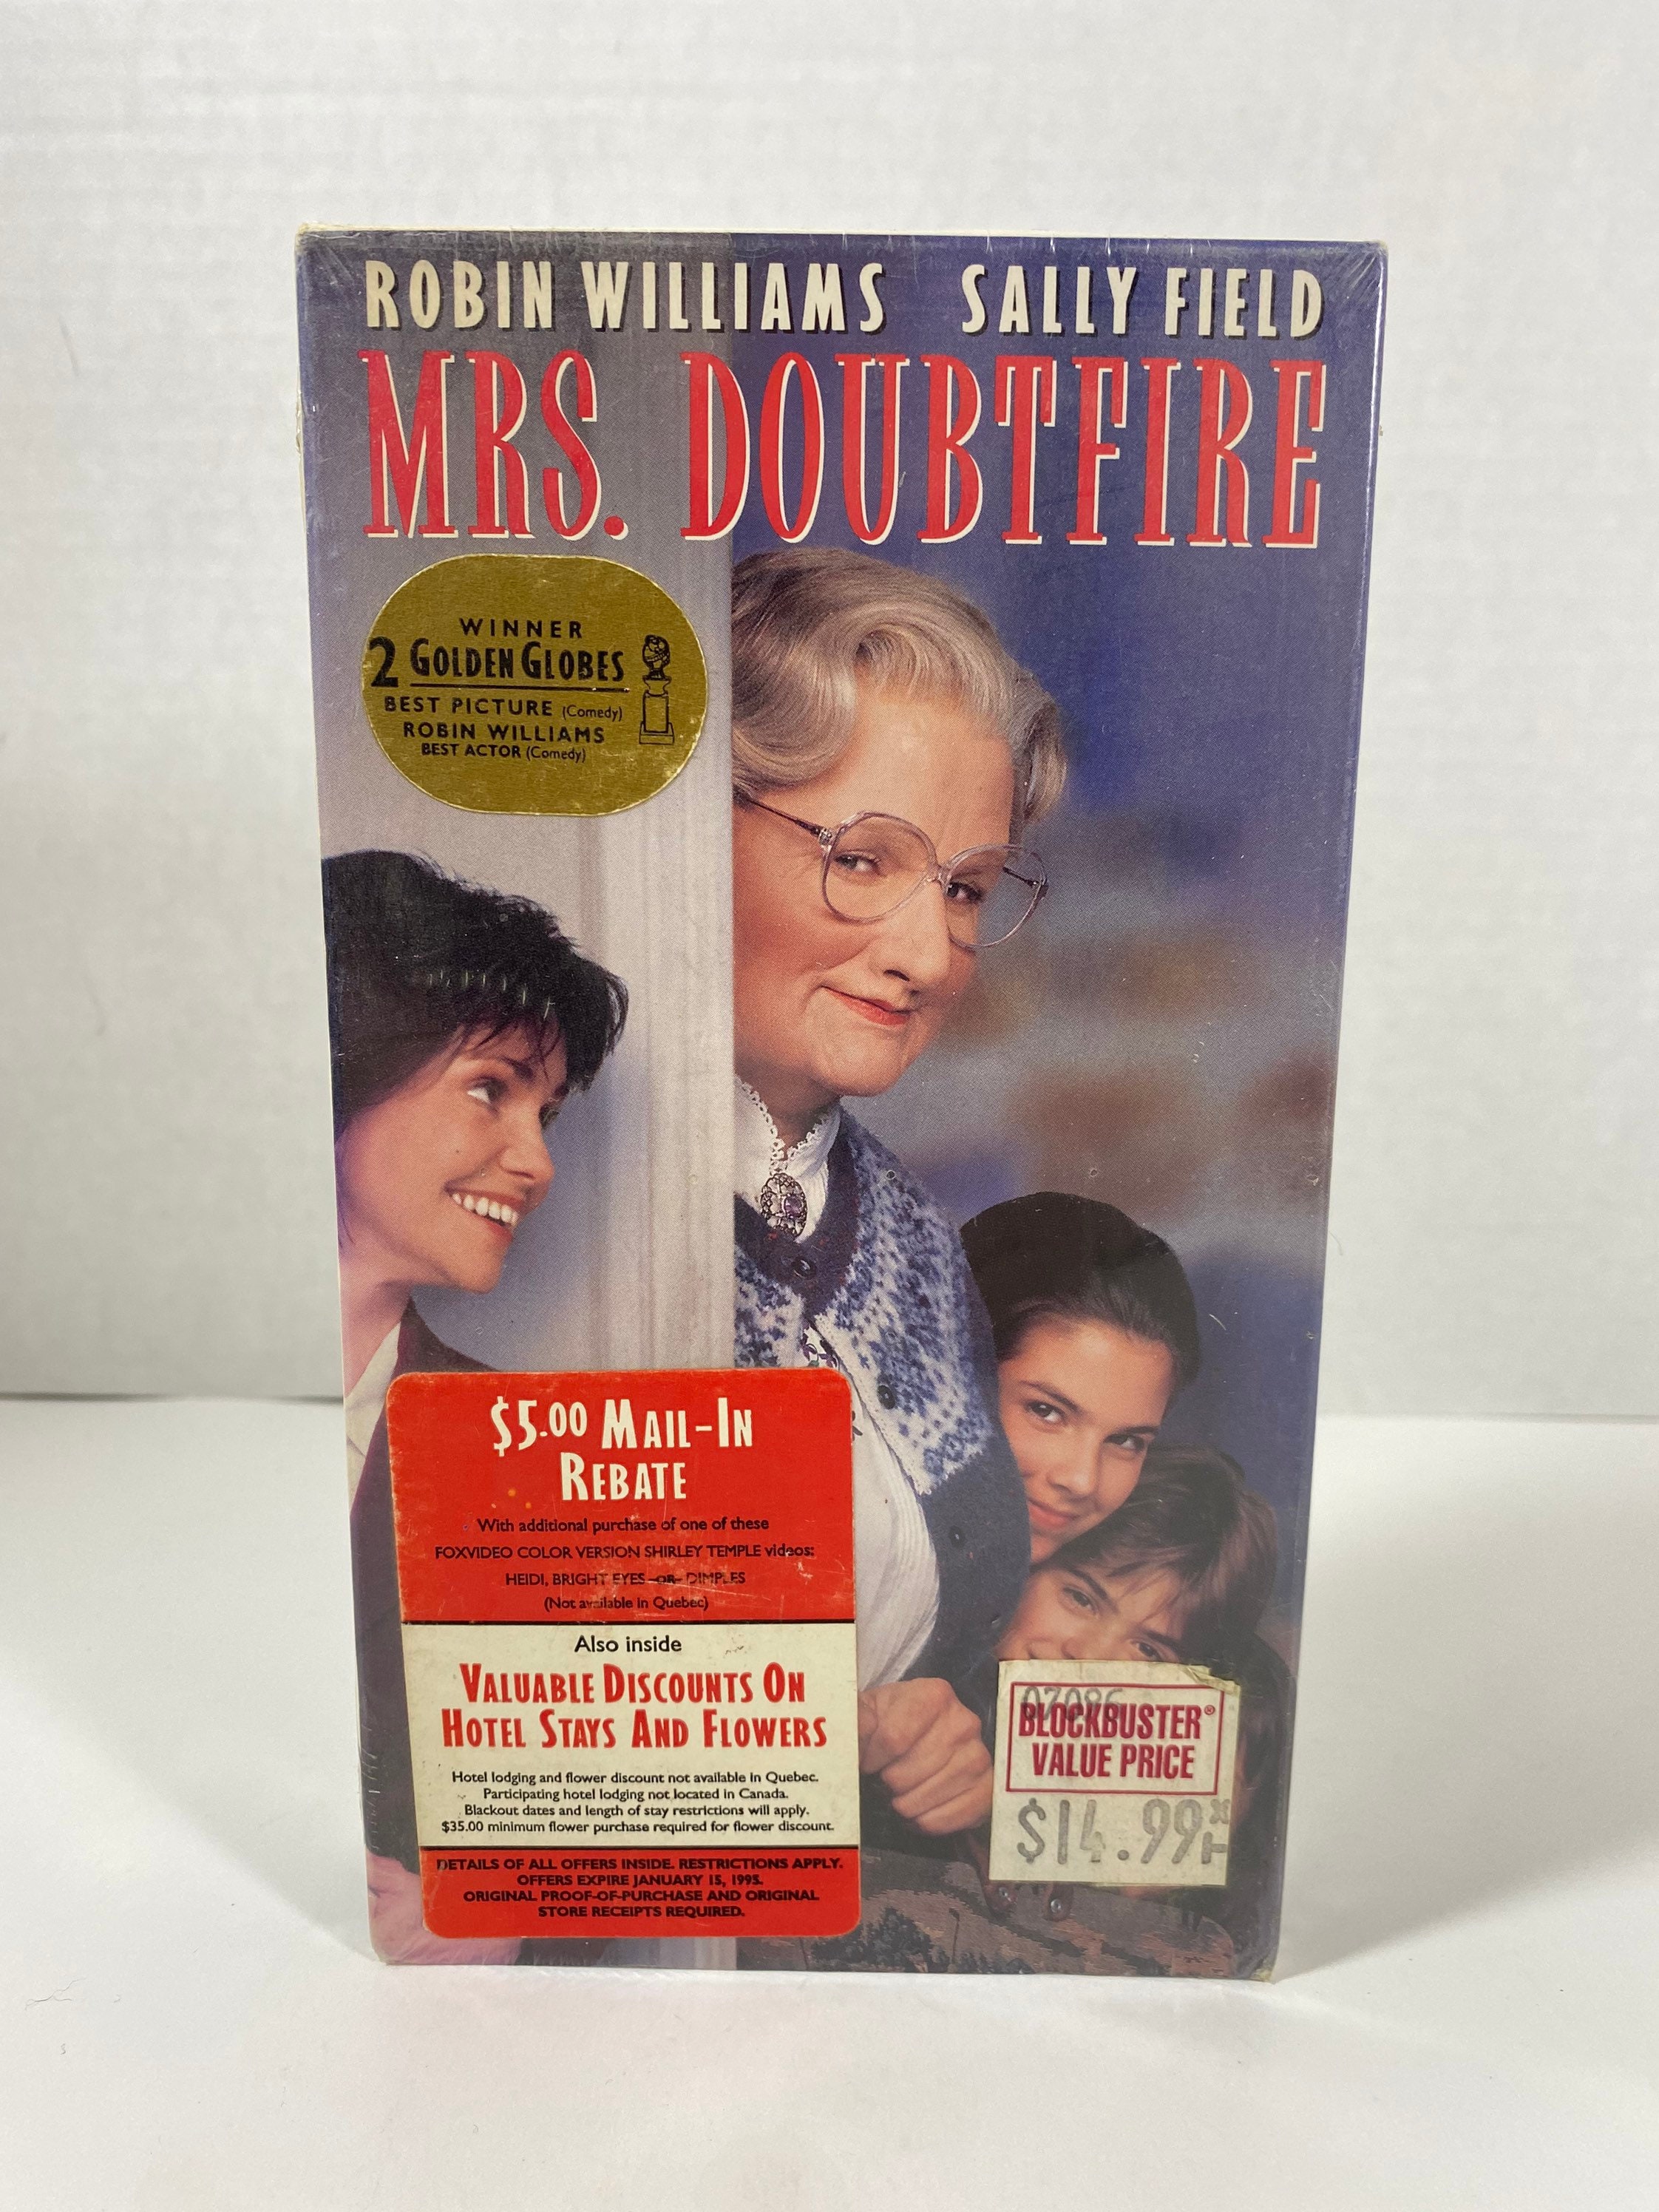 ROBIN WILLIAMS SALLY FIELD
MRS. DOUBTFIRE
WINNER
2 GOLDEN GLOBES
BEST PICTURE (Comedy)
ROBIN WILLIAMS
BEST ACTOR (Comedy)
$5.00 MAIL-IN
REBATE
With additional purchase of one of these
FOXVIDEO COLOR VERSION SHIRLEY TEMPLE videos:
HEIDI, BRIGHT EYES -OR- DIMPLES
(Not available in Quebec)
Also inside
VALUABLE DISCOUNTS ON
HOTEL STAYS AND FLOWERS
Hotel lodging and flower discount not available in Quebec.
Participating hotel lodging not located in Canada.
Blackout dates and length of stay restrictions will apply.
$35.00 minimum flower purchase required for flower discount.
DETAILS OF ALL OFFERS INSIDE. RESTRICTIONS APPLY.
OFFERS EXPIRE JANUARY 15, 1995.
ORIGINAL PROOF-OF-PURCHASE AND ORIGINAL
STORE RECEIPTS REQUIRED.
07086
BLOCKBUSTER®
VALUE PRICE
$14.99